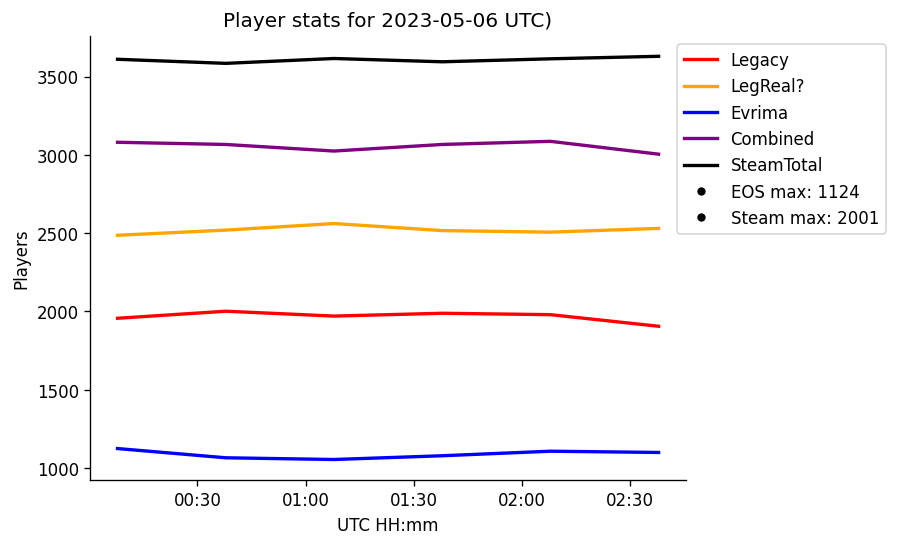 Player stats for 2023-05-06 UTC)
Players
3500
3000
2500
2000
1500
1000
00:30
01:00
01:30
02:00
02:30
UTC HH:mm
Legacy
LegReal?
Evrima
Combined
SteamTotal
EOS max: 1124
Steam max: 2001